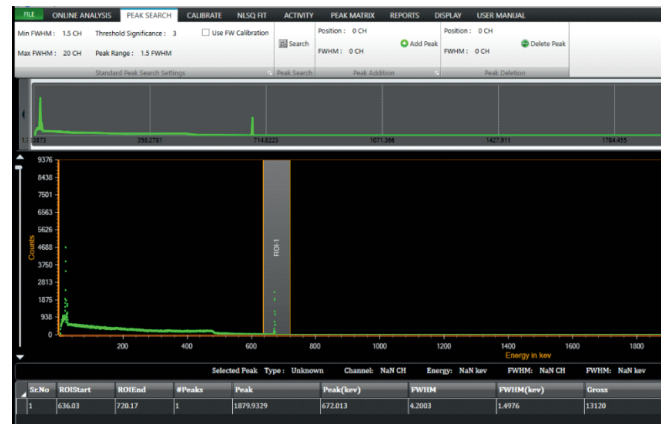 FILE ONLINE ANALYSIS PEAK SEARCH CALIBRATE NLSQ FIT ACTIVITY PEAK MATRIX REPORTS DISPLAY USER MANUAL
Min FWHM : 1.5 CH Threshold Significance : 3 Use FW Calibration Search Position : 0 CH Add Peak Position : 0 CH Delete Peak
Max FWHM : 20 CH Peak Range : 1.5 FWHM FWHM : 0 CH FWHM : 0 CH
Standard Peak Search Settings Peak Search Peak Addition Peak Deletion
356.2781 714.8223 1071.366 1427.911 1784.455
9376
8438
7501
6563
5626
4688
3750
2813
1875
938
0
Counts
ROI-1
200 400 600 800 1000 1200 1400 1600 1800
Energy in kev
Selected Peak Type : Unknown Channel: NaN CH Energy: NaN kev FWHM: NaN CH FWHM: NaN kev
Sr.No ROIStart ROIEnd #Peaks Peak Peak(kev) FWHM FWHM(kev) Gross
1 636.03 720.17 1 1879.9329 672.013 4.2003 1.4976 13120